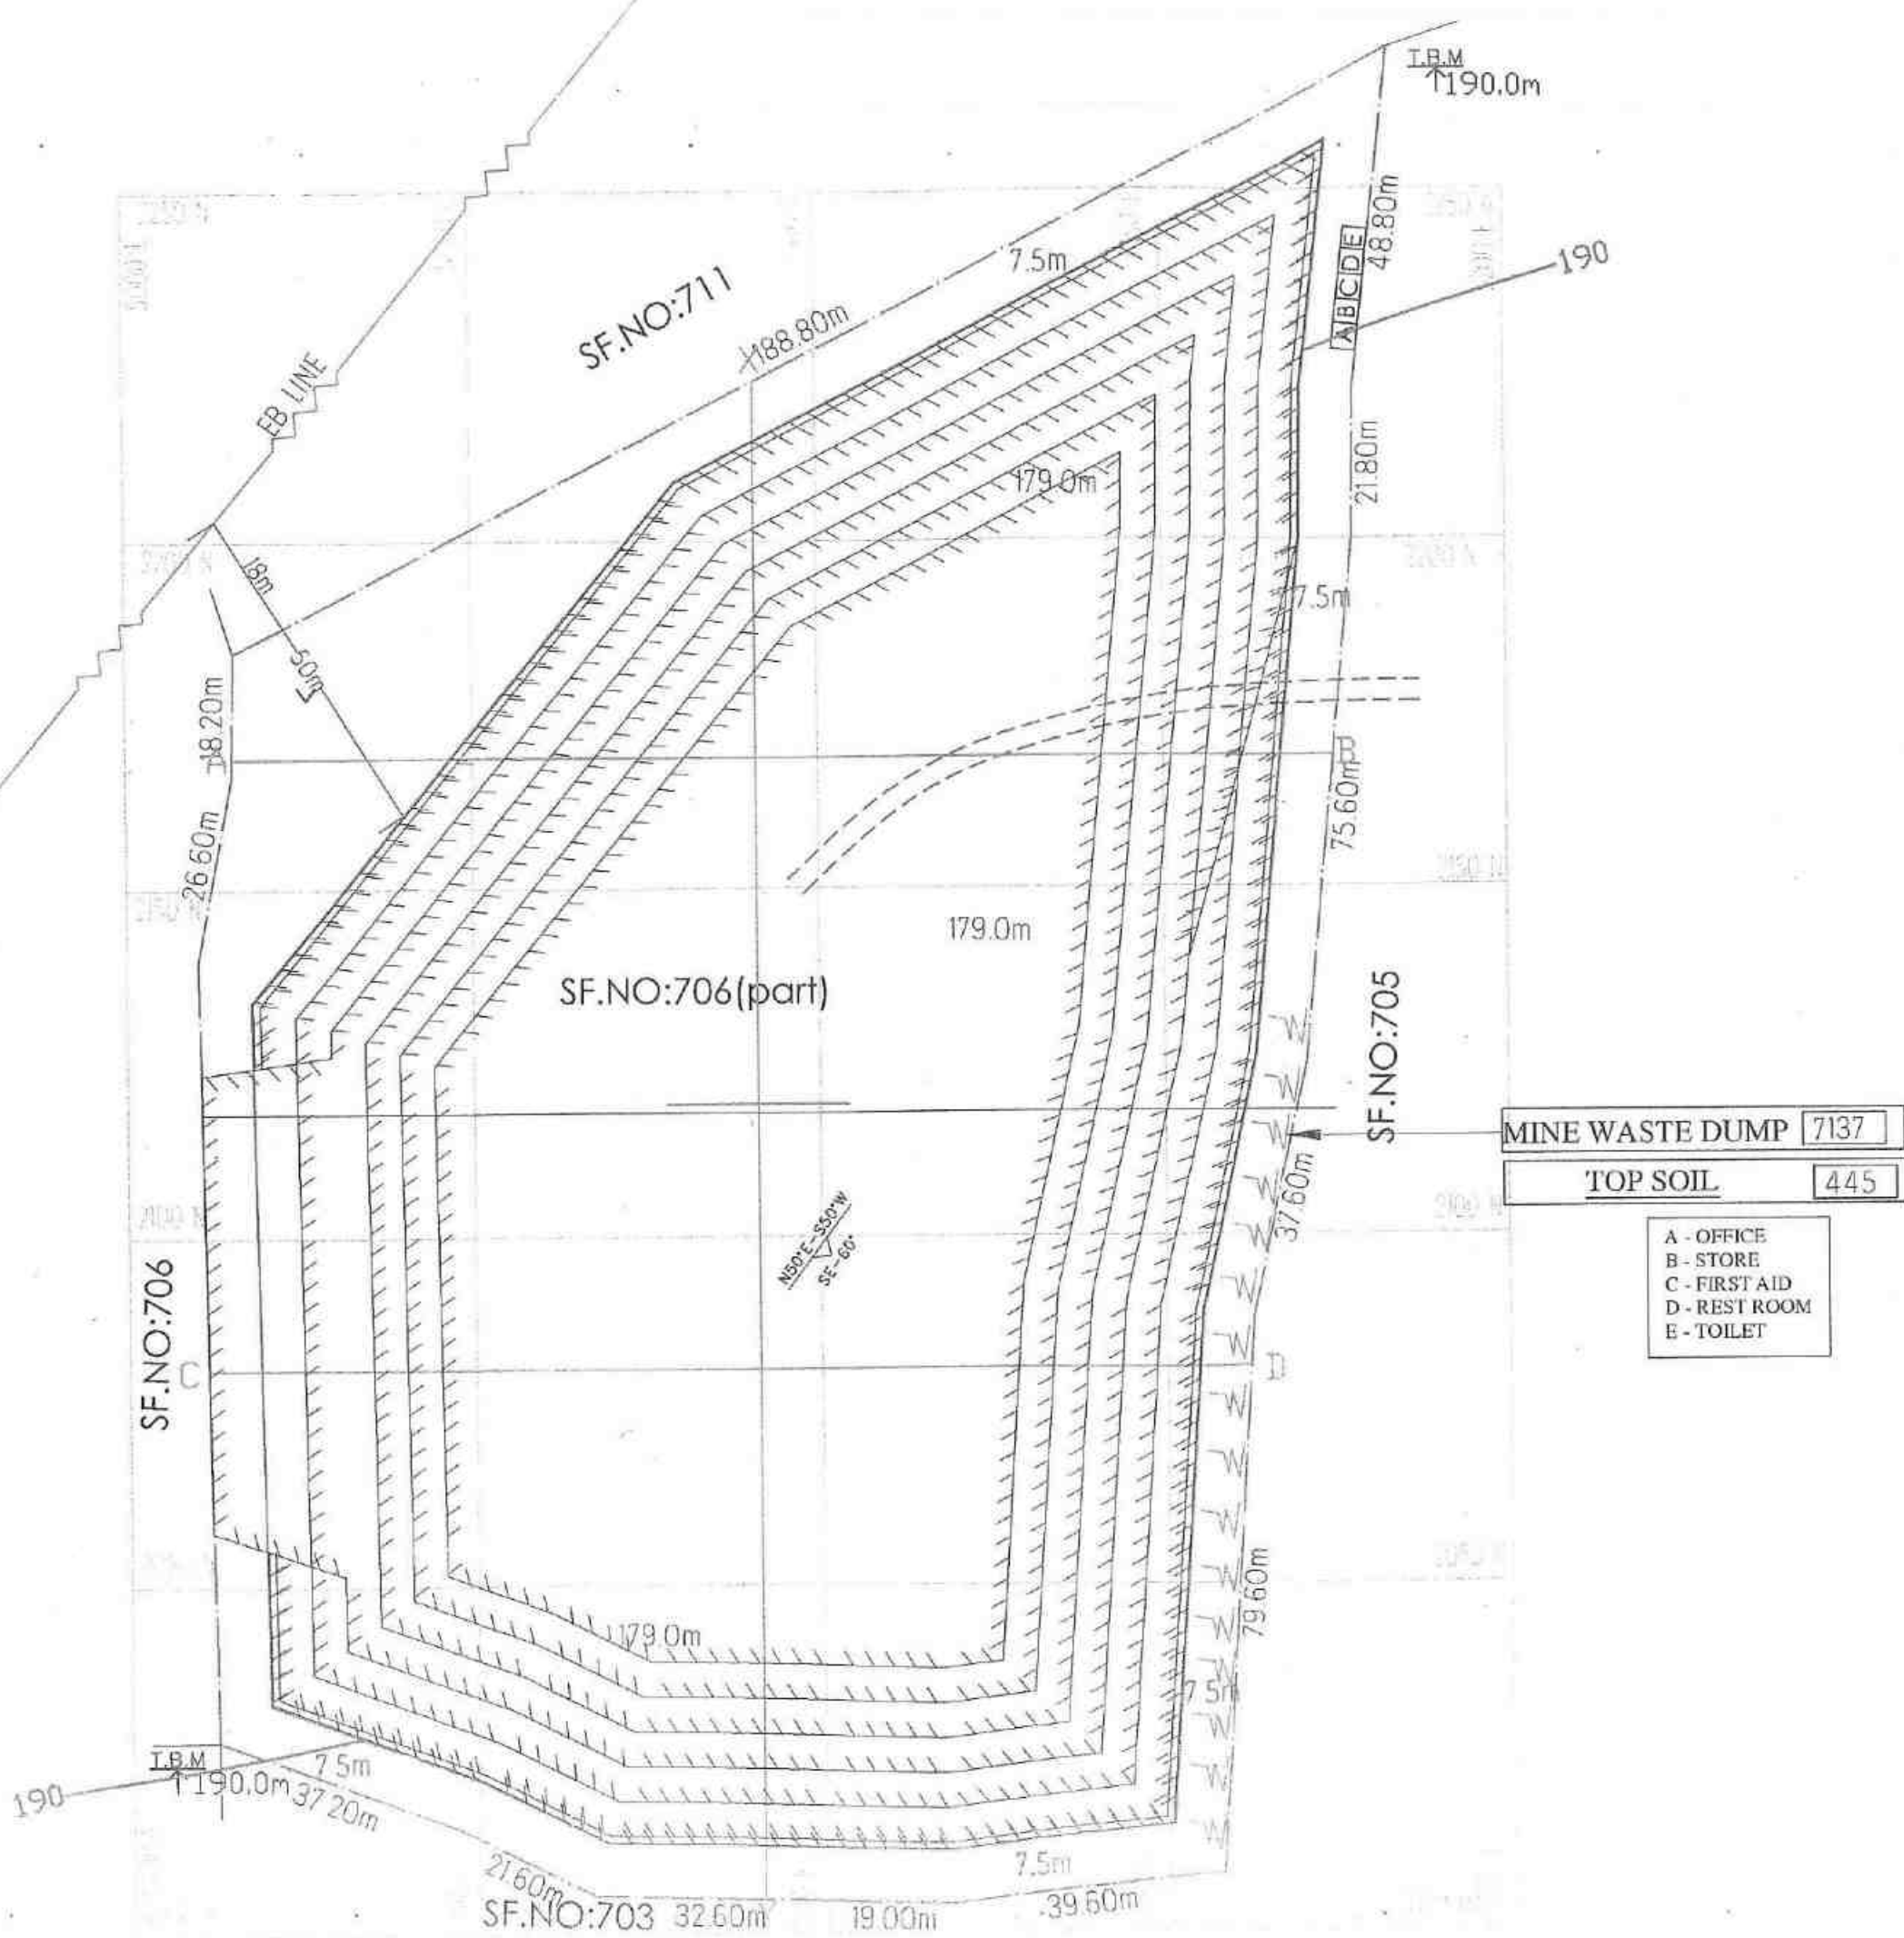 T.B.M
190.0m
48.80m
A B C D E
190
7.5m
SF.NO:711
188.80m
EB LINE
21.80m
179.0m
18m
7.5m
50m
18.20m
B
75.60m
26.60m
179.0m
SF.NO:706(part)
SF.NO:705
MINE WASTE DUMP 7137
TOP SOIL 445
37.60m
N50°E-S50°W
SE-60°
A - OFFICE
B - STORE
C - FIRST AID
D - REST ROOM
E - TOILET
SF.NO:706
C
D
79.60m
179.0m
7.5m
T.B.M
190.0m
190
7.5m
37.20m
7.5m
21.60m
SF.NO:703
32.60m
19.00m
39.60m